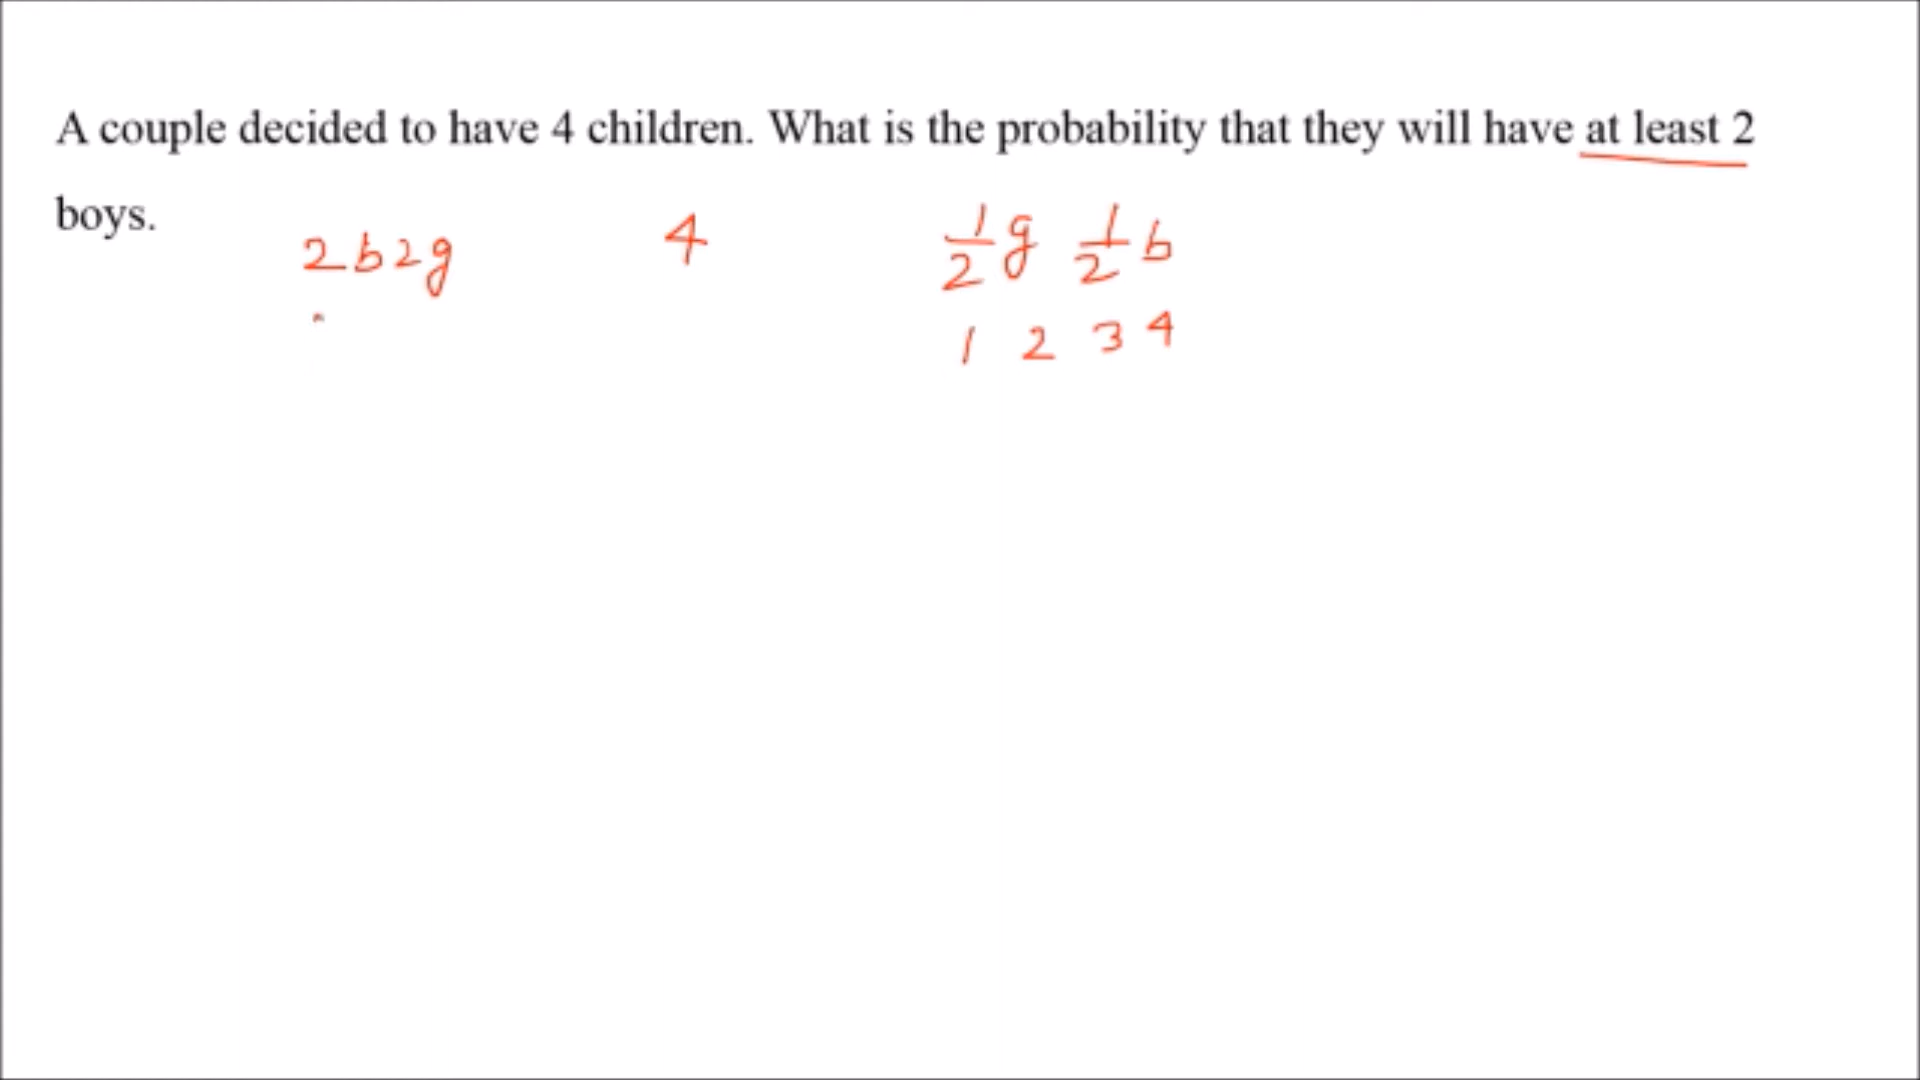 A couple decided to have 4 children. What is the probability that they will have at least 2
boys.
2b2g 4 1/2 g 1/2 b
1 2 3 4